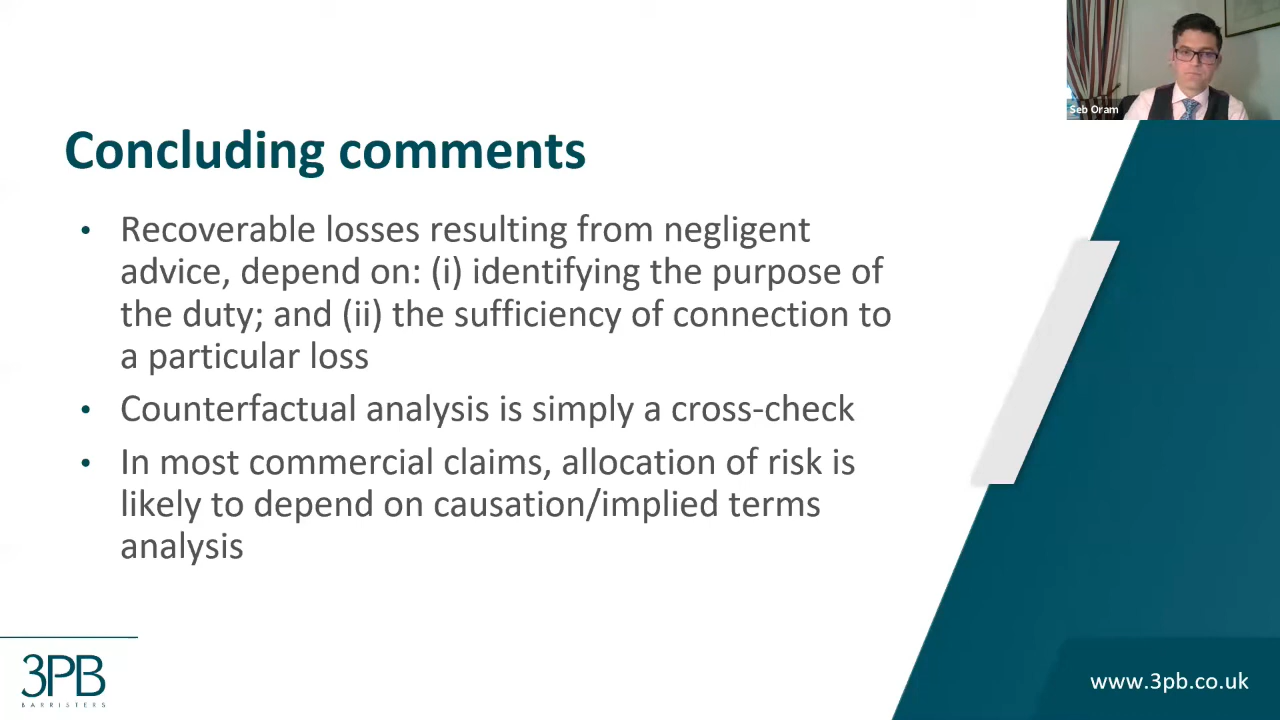 Seb Oram
Concluding comments
• Recoverable losses resulting from negligent
advice, depend on: (i) identifying the purpose of
the duty; and (ii) the sufficiency of connection to
a particular loss
• Counterfactual analysis is simply a cross-check
• In most commercial claims, allocation of risk is
likely to depend on causation/implied terms
analysis
3PB
BARRISTERS
www.3pb.co.uk